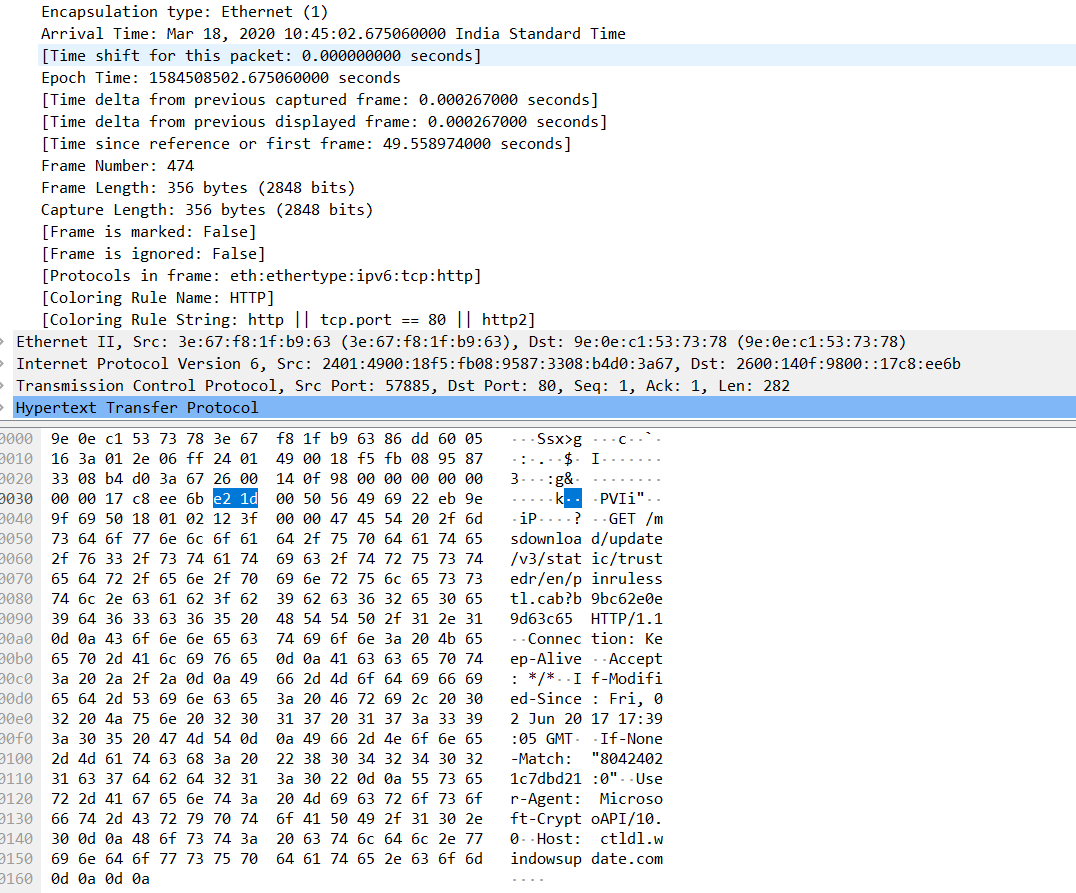 Encapsulation type: Ethernet (1)
Arrival Time: Mar 18, 2020 10:45:02.675060000 India Standard Time
[Time shift for this packet: 0.000000000 seconds]
Epoch Time: 1584508502.675060000 seconds
[Time delta from previous captured frame: 0.000267000 seconds]
[Time delta from previous displayed frame: 0.000267000 seconds]
[Time since reference or first frame: 49.558974000 seconds]
Frame Number: 474
Frame Length: 356 bytes (2848 bits)
Capture Length: 356 bytes (2848 bits)
[Frame is marked: False]
[Frame is ignored: False]
[Protocols in frame: eth:ethertype:ipv6:tcp:http]
[Coloring Rule Name: HTTP]
[Coloring Rule String: http || tcp.port == 80 || http2]
Ethernet II, Src: 3e:67:f8:1f:b9:63 (3e:67:f8:1f:b9:63), Dst: 9e:0e:c1:53:73:78 (9e:0e:c1:53:73:78)
Internet Protocol Version 6, Src: 2401:4900:18f5:fb08:9587:3308:b4d0:3a67, Dst: 2600:140f:9800::17c8:ee6b
Transmission Control Protocol, Src Port: 57885, Dst Port: 80, Seq: 1, Ack: 1, Len: 282
Hypertext Transfer Protocol
0000 9e 0e c1 53 73 78 3e 67 f8 1f b9 63 86 dd 60 05 ···Ssx>g ···c··`·
0010 16 3a 01 2e 06 ff 24 01 49 00 18 f5 fb 08 95 87 ·:·.··$· I·······
0020 33 08 b4 d0 3a 67 26 00 14 0f 98 00 00 00 00 00 3···:g&· ········
0030 00 00 17 c8 ee 6b e2 1d 00 50 56 49 69 22 eb 9e ·····k·· ·PVIi"··
0040 9f 69 50 18 01 02 12 3f 00 00 47 45 54 20 2f 6d ·iP····? ··GET /m
0050 73 64 6f 77 6e 6c 6f 61 64 2f 75 70 64 61 74 65 sdownloa d/update
0060 2f 76 33 2f 73 74 61 74 69 63 2f 74 72 75 73 74 /v3/stat ic/trust
0070 65 64 72 2f 65 6e 2f 70 69 6e 72 75 6c 65 73 73 edr/en/p inruless
0080 74 6c 2e 63 61 62 3f 62 39 62 63 36 32 65 30 65 tl.cab?b 9bc62e0e
0090 39 64 36 33 63 36 35 20 48 54 54 50 2f 31 2e 31 9d63c65 HTTP/1.1
00a0 0d 0a 43 6f 6e 6e 65 63 74 69 6f 6e 3a 20 4b 65 ··Connec tion: Ke
00b0 65 70 2d 41 6c 69 76 65 0d 0a 41 63 63 65 70 74 ep-Alive ··Accept
00c0 3a 20 2a 2f 2a 0d 0a 49 66 2d 4d 6f 64 69 66 69 : */*··I f-Modifi
00d0 65 64 2d 53 69 6e 63 65 3a 20 46 72 69 2c 20 30 ed-Since : Fri, 0
00e0 32 20 4a 75 6e 20 32 30 31 37 20 31 37 3a 33 39 2 Jun 20 17 17:39
00f0 3a 30 35 20 47 4d 54 0d 0a 49 66 2d 4e 6f 6e 65 :05 GMT· ·If-None
0100 2d 4d 61 74 63 68 3a 20 22 38 30 34 32 34 30 32 -Match: "8042402
0110 31 63 37 64 62 64 32 31 3a 30 22 0d 0a 55 73 65 1c7dbd21 :0"··Use
0120 72 2d 41 67 65 6e 74 3a 20 4d 69 63 72 6f 73 6f r-Agent: Microso
0130 66 74 2d 43 72 79 70 74 6f 41 50 49 2f 31 30 2e ft-Crypt oAPI/10.
0140 30 0d 0a 48 6f 73 74 3a 20 63 74 6c 64 6c 2e 77 0··Host: ctldl.w
0150 69 6e 64 6f 77 73 75 70 64 61 74 65 2e 63 6f 6d indowsup date.com
0160 0d 0a 0d 0a ····